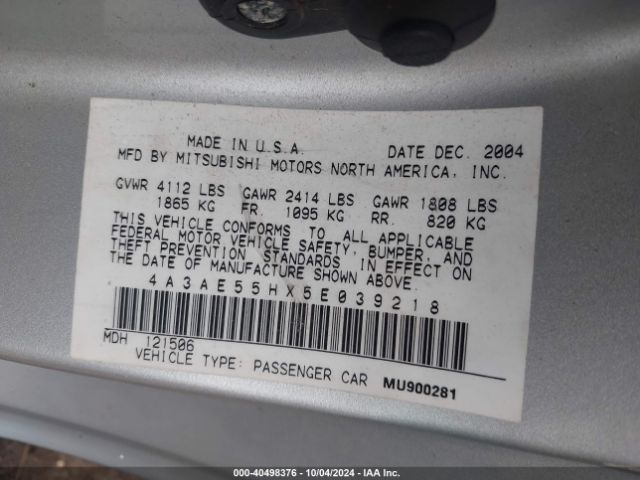 MADE IN U.S.A. DATE DEC. 2004
MFD BY MITSUBISHI MOTORS NORTH AMERICA, INC.
GVWR 4112 LBS GAWR 2414 LBS GAWR 1808 LBS
1865 KG FR. 1095 KG RR. 820 KG
THIS VEHICLE CONFORMS TO ALL APPLICABLE
FEDERAL MOTOR VEHICLE SAFETY, BUMPER, AND
THEFT PREVENTION STANDARDS IN EFFECT ON
THE DATE OF MANUFACTURE SHOWN ABOVE.
4A3AE55HX5E039218
MDH 121506
VEHICLE TYPE: PASSENGER CAR MU900281
000-40498376 - 10/04/2024 - IAA Inc.